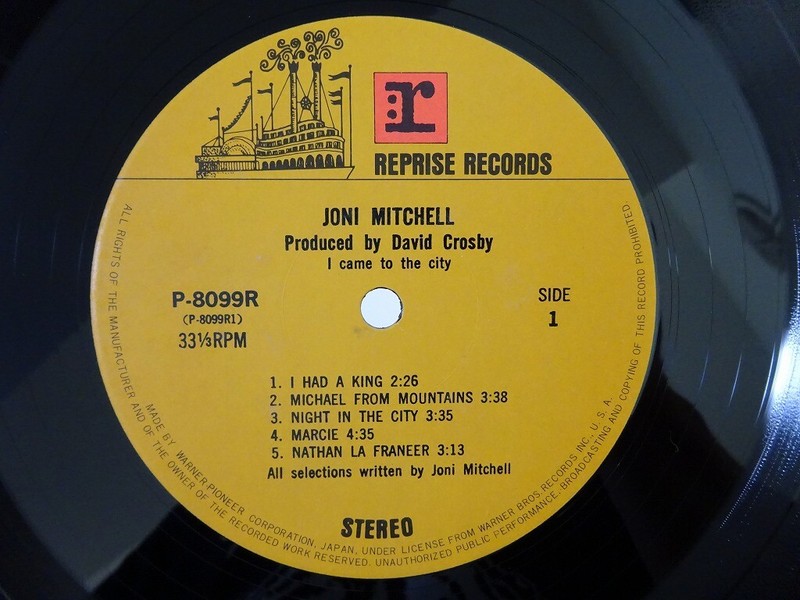 r
REPRISE RECORDS
JONI MITCHELL
Produced by David Crosby
I came to the city
P-8099R
(P-8099R1)
33⅓RPM
SIDE
1
1. I HAD A KING 2:26
2. MICHAEL FROM MOUNTAINS 3:38
3. NIGHT IN THE CITY 3:35
4. MARCIE 4:35
5. NATHAN LA FRANEER 3:13
All selections written by Joni Mitchell
STEREO
MADE BY WARNER-PIONEER CORPORATION, JAPAN, UNDER LICENSE FROM WARNER BROS. RECORDS INC., U. S. A.
ALL RIGHTS OF THE MANUFACTURER AND OF THE OWNER OF THE RECORDED WORK RESERVED. UNAUTHORIZED PUBLIC PERFORMANCE, BROADCASTING AND COPYING OF THIS RECORD PROHIBITED.